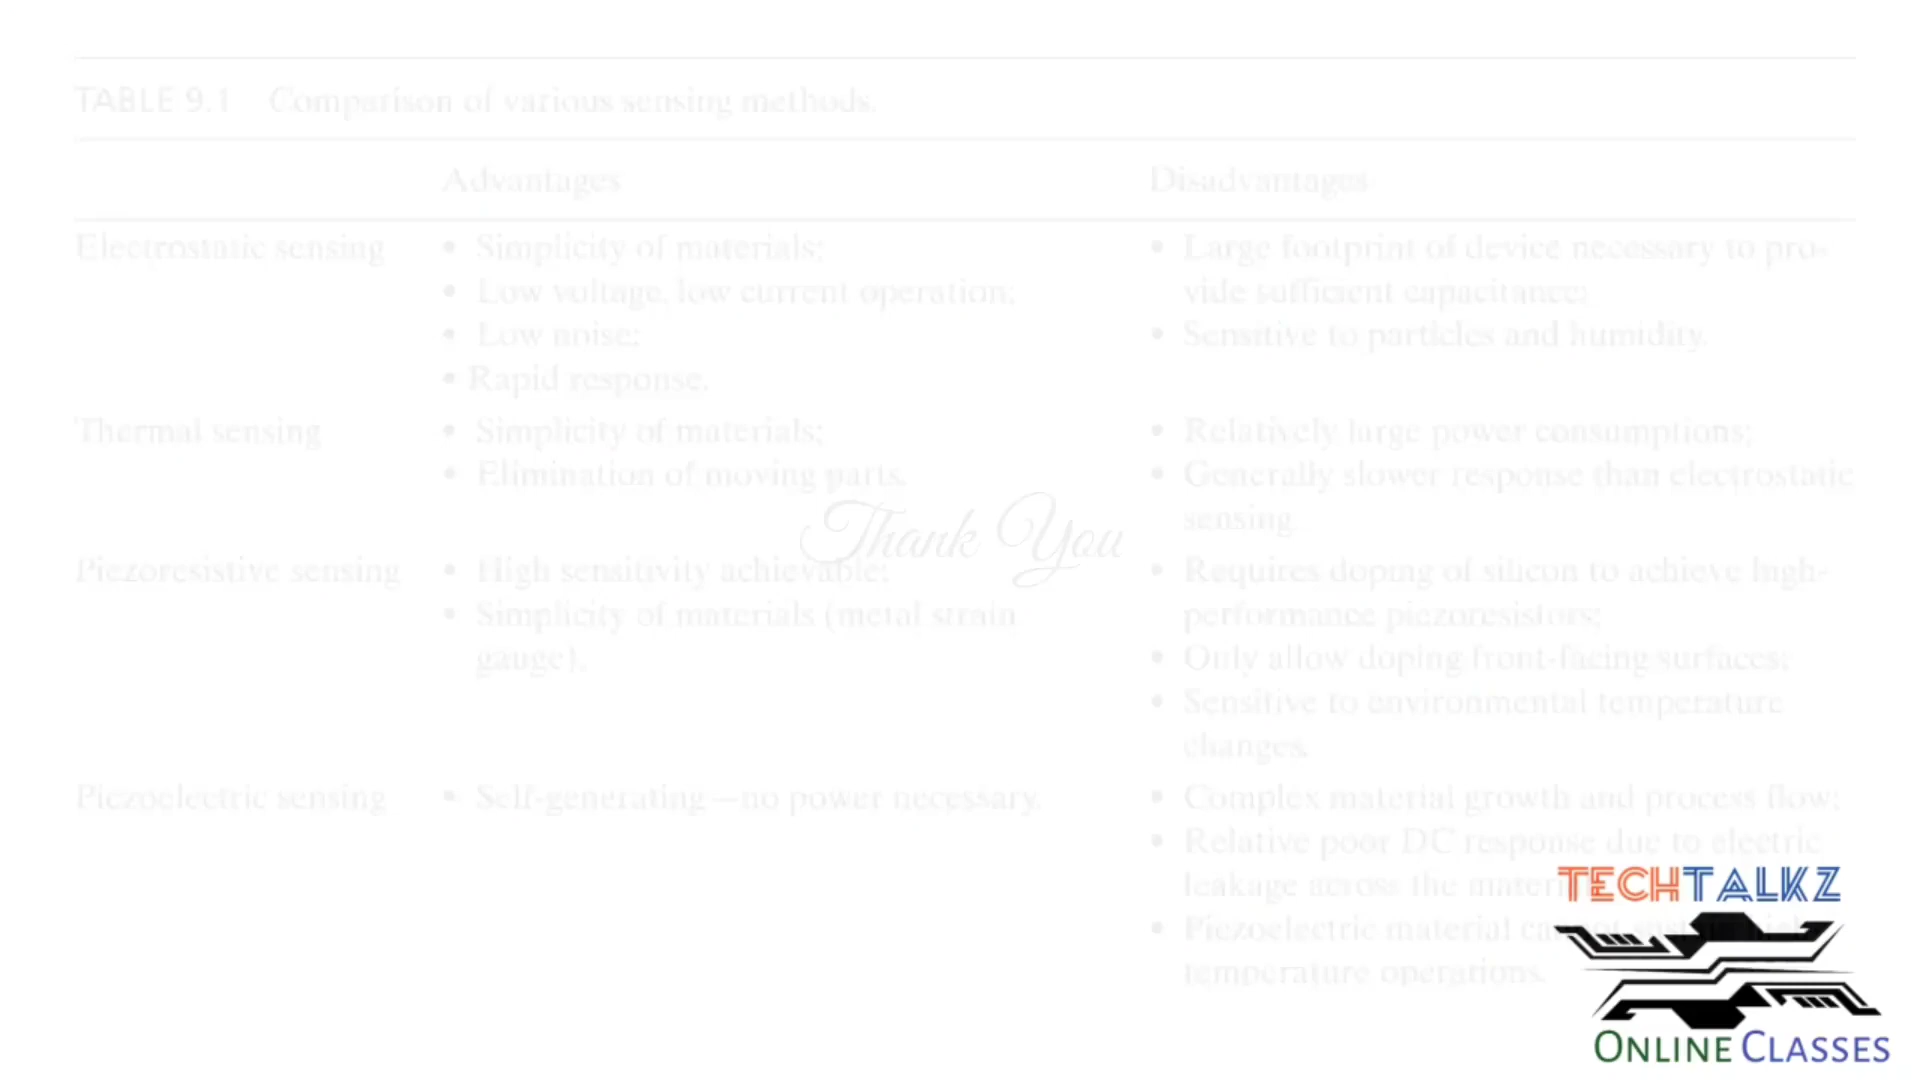 TABLE 9.1 Comparison of various sensing methods.
Advantages Disadvantages
Electrostatic sensing • Simplicity of materials; • Large footprint of device necessary to pro-
• Low voltage, low current operation; vide sufficient capacitance;
• Low noise; • Sensitive to particles and humidity.
• Rapid response.
Thermal sensing • Simplicity of materials; • Relatively large power consumptions;
• Elimination of moving parts. • Generally slower response than electrostatic
sensing.
Thank You
Piezoresistive sensing • High sensitivity achievable; • Requires doping of silicon to achieve high-
• Simplicity of materials (metal strain performance piezoresistors;
gauge). • Only allow doping front-facing surfaces;
• Sensitive to environmental temperature
changes.
Piezoelectric sensing • Self-generating—no power necessary. • Complex material growth and process flow;
• Relative poor DC response due to electric
leakage across the material
TECHTALKZ
• Piezoelectric material cannot sustain high
temperature operations.
ONLINE CLASSES